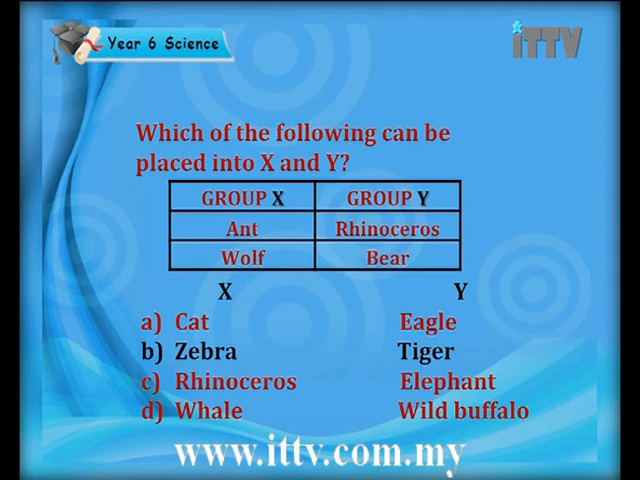 Year 6 Science
iTTV
Which of the following can be
placed into X and Y?
GROUP X GROUP Y
Ant Rhinoceros
Wolf Bear
X Y
a) Cat Eagle
b) Zebra Tiger
c) Rhinoceros Elephant
d) Whale Wild buffalo
www.ittv.com.my